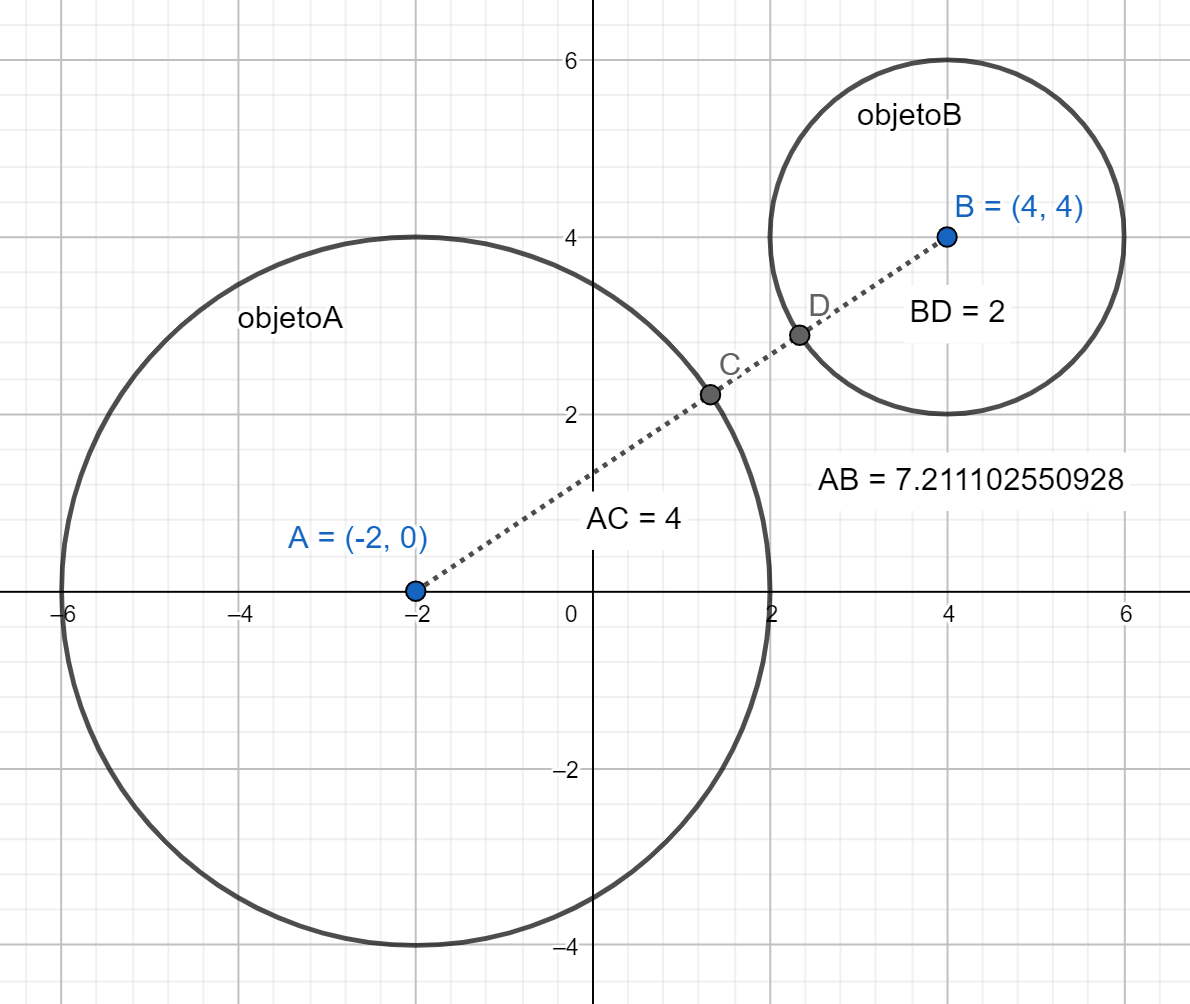 6
objetoB
B = (4, 4)
4
D
BD = 2
objetoA
C
2
AB = 7.211102550928
AC = 4
A = (-2, 0)
–6 –4 –2 0 2 4 6
–2
–4